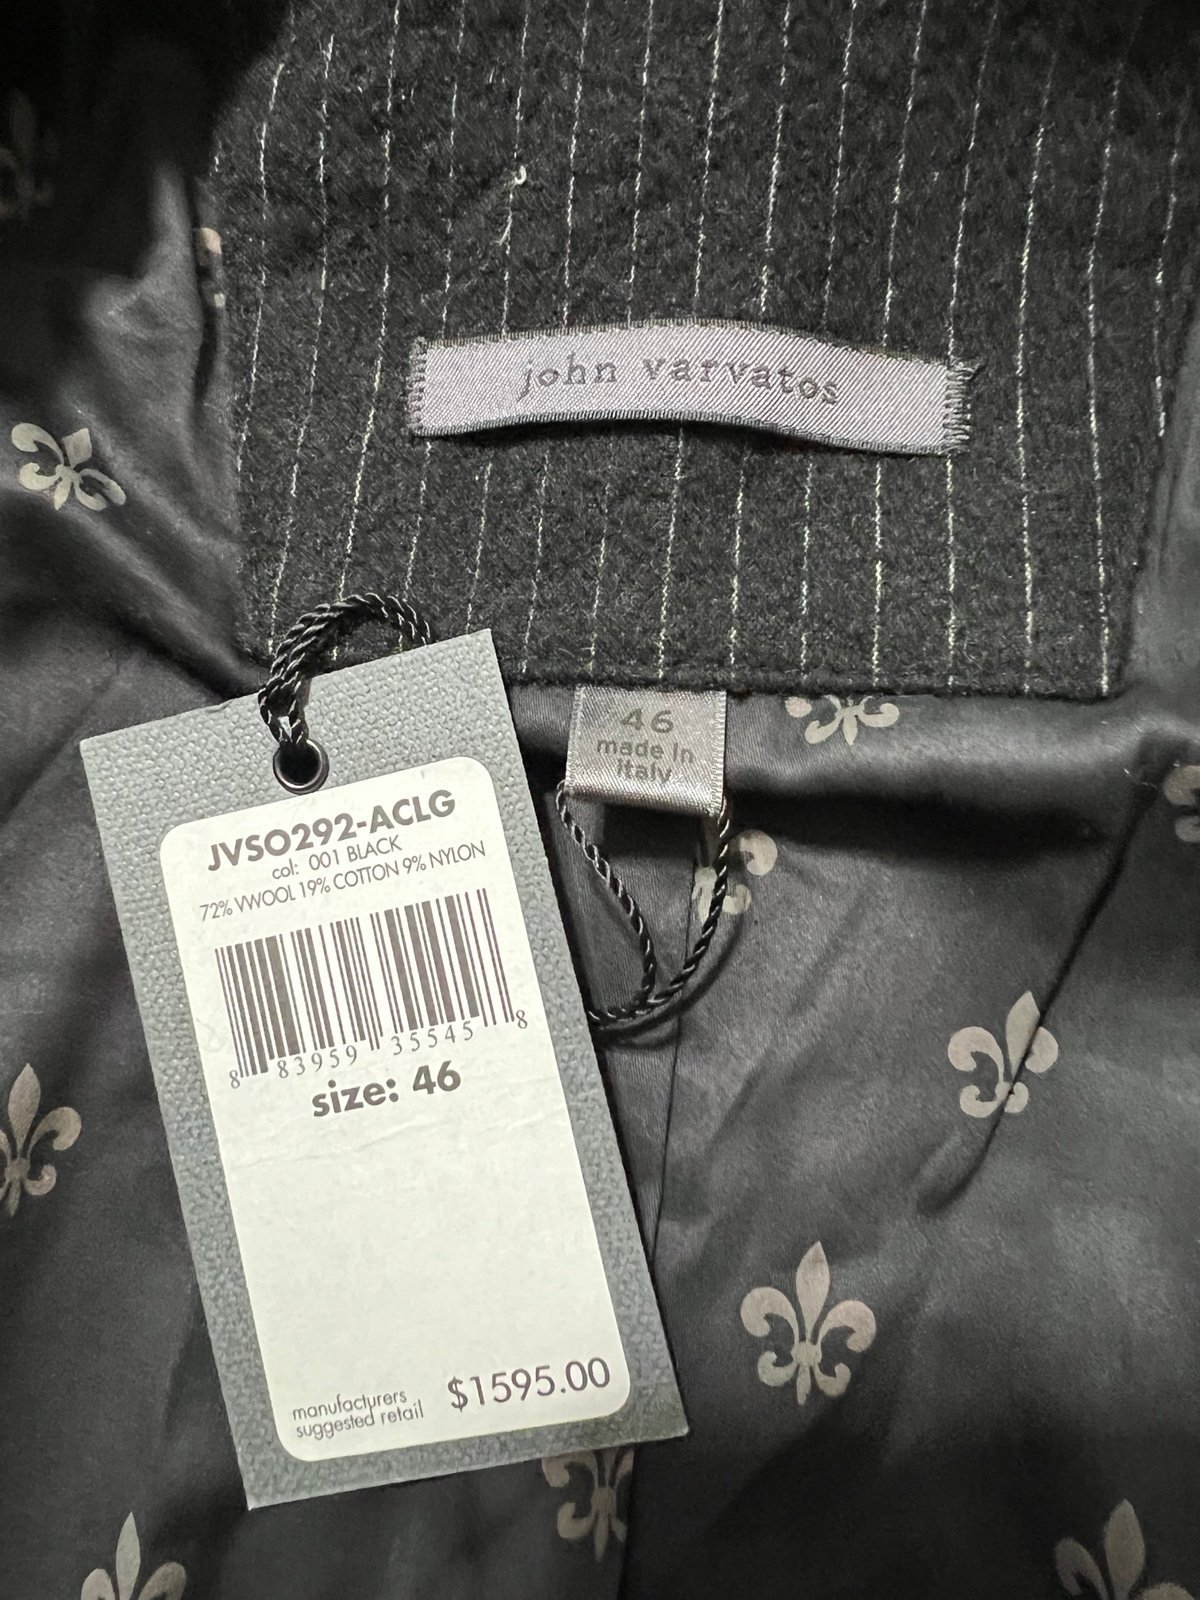 john varvatos
46
made in
italy
JVSO292-ACLG
col: 001 BLACK
72% VWOOL 19% COTTON 9% NYLON
8 83959 35545 8
size: 46
manufacturers
suggested retail
$1595.00